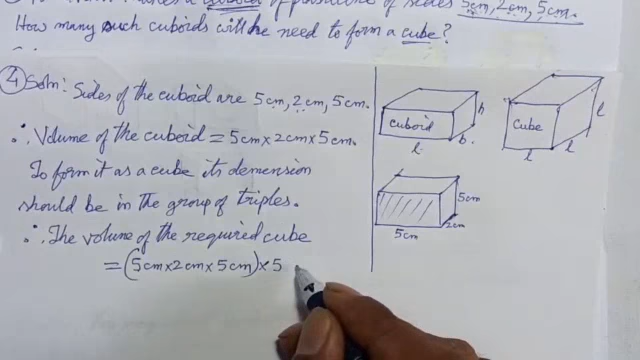 of sides 5cm, 2cm, 5cm.
How many such cuboids will he need to form a cube?
4 Soln: Sides of the cuboid are 5cm, 2cm, 5cm.
∴ Volume of the cuboid = 5cm×2cm×5cm.
To form it as a cube its demension
should be in the group of triples.
∴ The volume of the required cube
= (5cm×2cm×5cm)×5
cuboid
h
b.
l
Cube
l
l
l
5cm
2cm
5cm